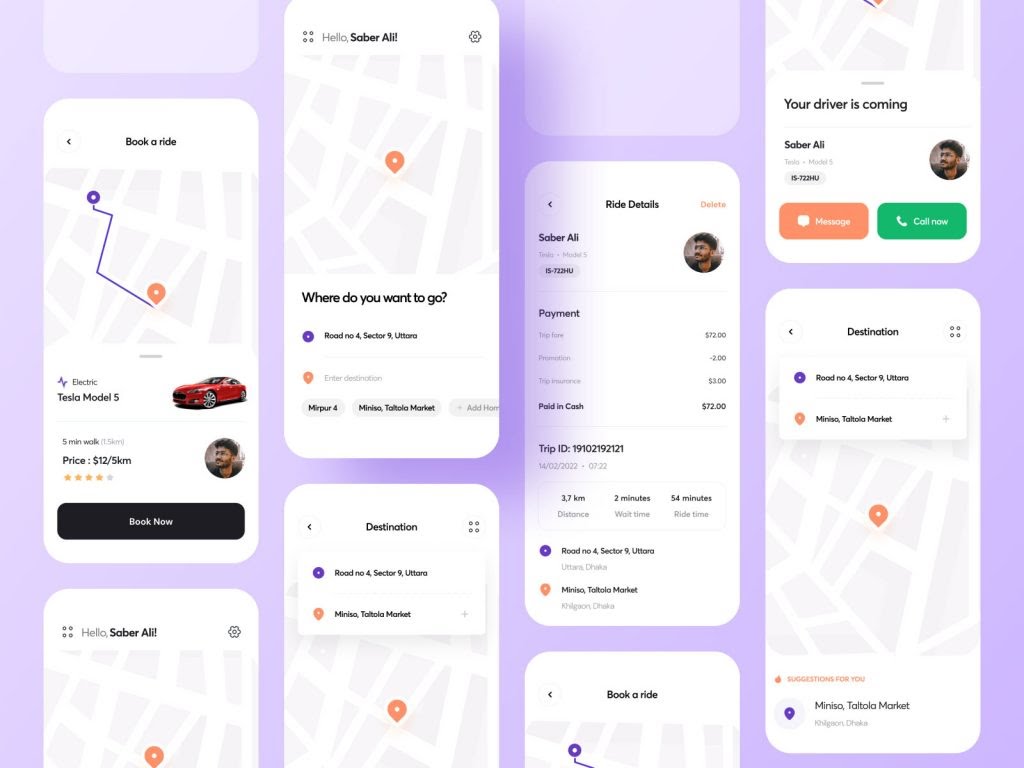 Book a ride
Electric
Tesla Model 5
5 min walk (1.5km)
Price : $12/5km
Book Now
Hello, Saber Ali!
Hello, Saber Ali!
Where do you want to go?
Road no 4, Sector 9, Uttara
Enter destination
Mirpur 4
Miniso, Taltola Market
+ Add Hom
Destination
Road no 4, Sector 9, Uttara
Miniso, Taltola Market
Ride Details
Delete
Saber Ali
Tesla • Model 5
IS-722HU
Payment
Trip fare $72.00
Promotion -2.00
Trip insurance $3.00
Paid in Cash $72.00
Trip ID: 19102192121
14/02/2022 • 07:22
3,7 km 2 minutes 54 minutes
Distance Wait time Ride time
Road no 4, Sector 9, Uttara
Uttara, Dhaka
Miniso, Taltola Market
Khilgaon, Dhaka
Book a ride
Your driver is coming
Saber Ali
Tesla • Model 5
IS-722HU
Message
Call now
Destination
Road no 4, Sector 9, Uttara
Miniso, Taltola Market
SUGGESTIONS FOR YOU
Miniso, Taltola Market
Khilgaon, Dhaka